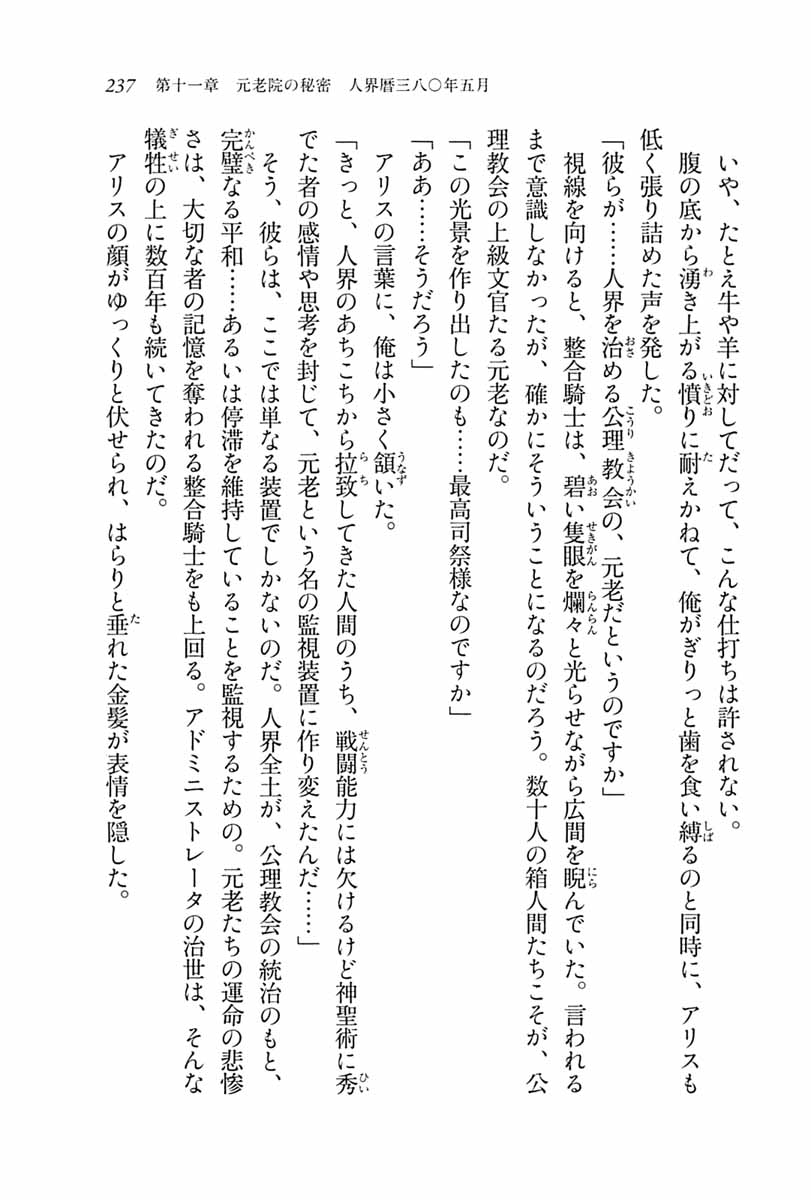 237　第十一章　元老院の秘密　人界暦三八〇年五月
　いや、たとえ牛や羊に対してだって、こんな仕打ちは許されない。
　腹の底から湧き上がる憤りに耐えかねて、俺がぎりっと歯を食い縛るのと同時に、アリスも
低く張り詰めた声を発した。
「彼らが……人界を治める公理教会の、元老だというのですか」
　視線を向けると、整合騎士は、碧い隻眼を爛々と光らせながら広間を睨んでいた。言われる
まで意識しなかったが、確かにそういうことになるのだろう。数十人の箱人間たちこそが、公
理教会の上級文官たる元老なのだ。
「この光景を作り出したのも……最高司祭様なのですか」
「ああ……そうだろう」
　アリスの言葉に、俺は小さく頷いた。
「きっと、人界のあちこちから拉致してきた人間のうち、戦闘能力には欠けるけど神聖術に秀
でた者の感情や思考を封じて、元老という名の監視装置に作り変えたんだ……」
　そう、彼らは、ここでは単なる装置でしかないのだ。人界全土が、公理教会の統治のもと、
完璧なる平和……あるいは停滞を維持していることを監視するための。元老たちの運命の悲惨
さは、大切な者の記憶を奪われる整合騎士をも上回る。アドミニストレータの治世は、そんな
犠牲の上に数百年も続いてきたのだ。
　アリスの顔がゆっくりと伏せられ、はらりと垂れた金髪が表情を隠した。